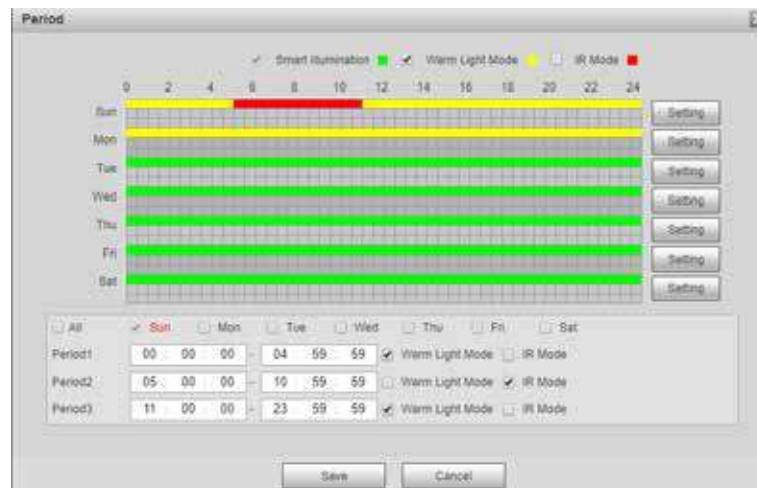 Period
Smart illumination Warm Light Mode IR Mode
0 2 4 6 8 10 12 14 16 18 20 22 24
Sun Setting
Mon Setting
Tue Setting
Wed Setting
Thu Setting
Fri Setting
Sat Setting
All Sun Mon Tue Wed Thu Fri Sat
Period1 00 : 00 : 00 - 04 : 59 : 59 Warm Light Mode IR Mode
Period2 05 : 00 : 00 - 10 : 59 : 59 Warm Light Mode IR Mode
Period3 11 : 00 : 00 - 23 : 59 : 59 Warm Light Mode IR Mode
Save Cancel